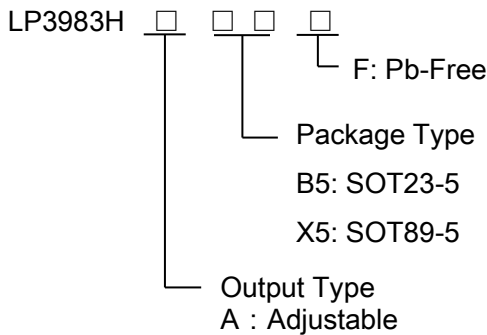 LP3983H □ □ □ □
F: Pb-Free
Package Type
B5: SOT23-5
X5: SOT89-5
Output Type
A : Adjustable